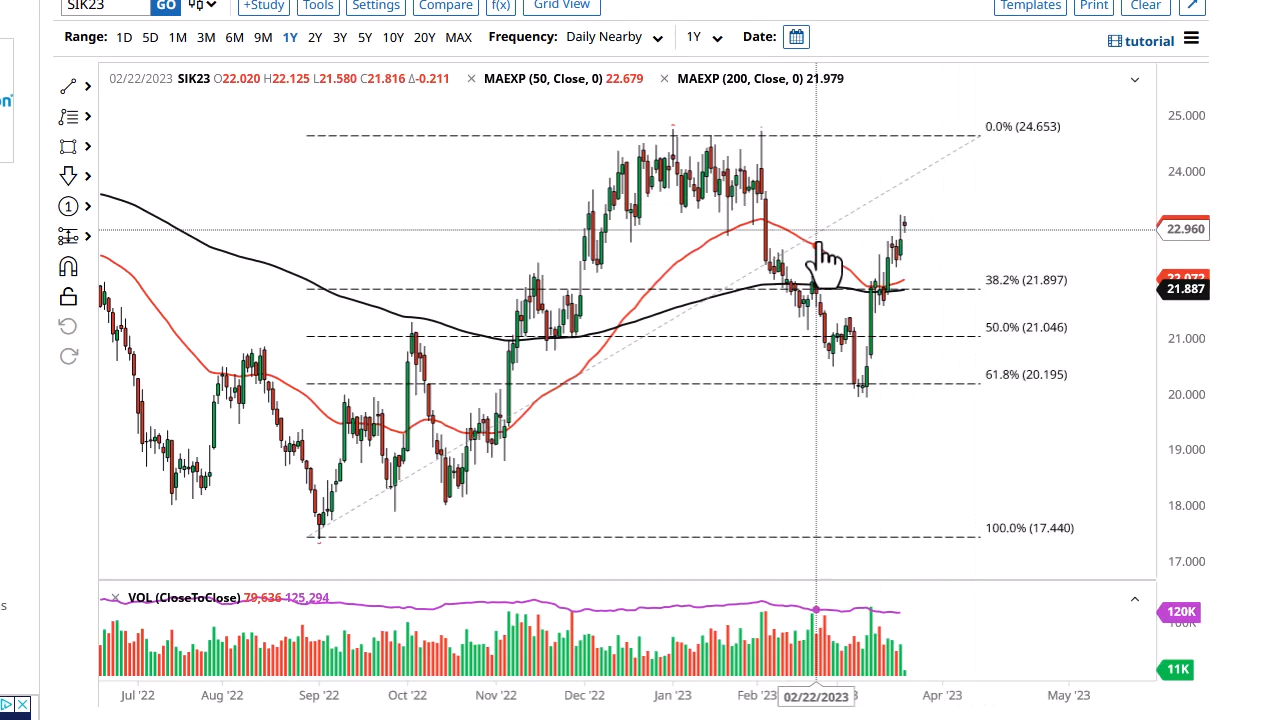 SIK23 GO +Study Tools Settings Compare f(x) Grid View Templates Print Clear
Range: 1D 5D 1M 3M 6M 9M 1Y 2Y 3Y 5Y 10Y 20Y MAX Frequency: Daily Nearby 1Y Date:
tutorial
02/22/2023 SIK23 O22.020 H22.125 L21.580 C21.816 Δ-0.211 × MAEXP (50, Close, 0) 22.679 × MAEXP (200, Close, 0) 21.979
25.000
0.0% (24.653)
24.000
22.960
38.2% (21.897)
22.072
21.887
50.0% (21.046)
21.000
61.8% (20.195)
20.000
19.000
18.000
100.0% (17.440)
17.000
× VOL (CloseToClose) 79,636 125,294
120K
11K
Jul '22 Aug '22 Sep '22 Oct '22 Nov '22 Dec '22 Jan '23 Feb '23 02/22/2023 Apr '23 May '23